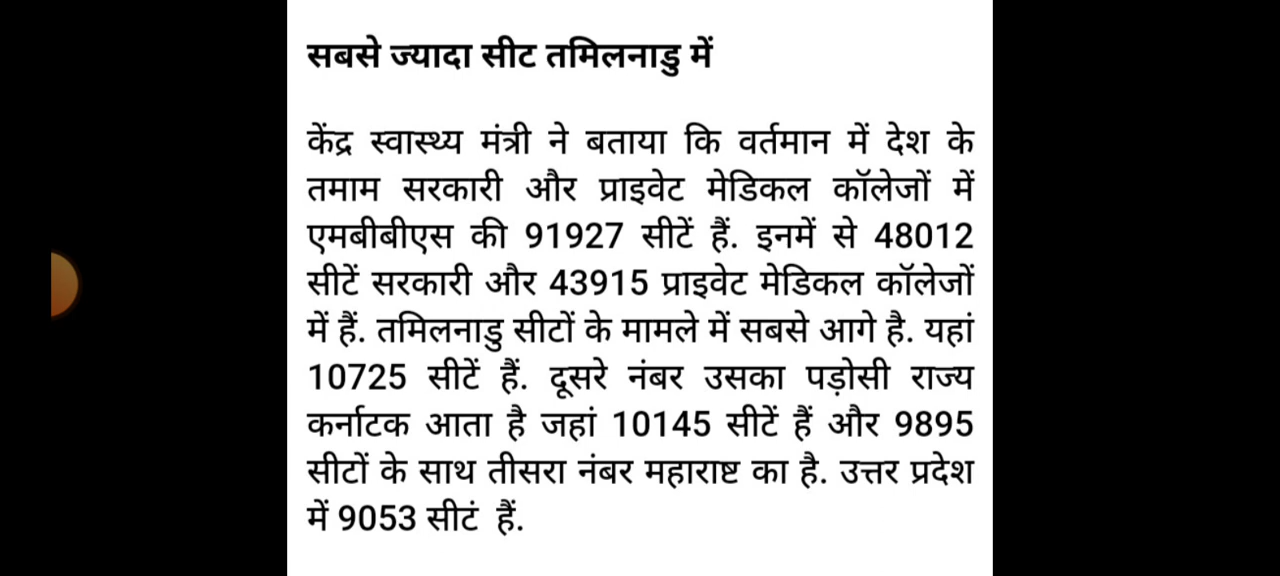 सबसे ज्यादा सीट तमिलनाडु में
केंद्र स्वास्थ्य मंत्री ने बताया कि वर्तमान में देश के
तमाम सरकारी और प्राइवेट मेडिकल कॉलेजों में
एमबीबीएस की 91927 सीटें हैं. इनमें से 48012
सीटें सरकारी और 43915 प्राइवेट मेडिकल कॉलेजों
में हैं. तमिलनाडु सीटों के मामले में सबसे आगे है. यहां
10725 सीटें हैं. दूसरे नंबर उसका पड़ोसी राज्य
कर्नाटक आता है जहां 10145 सीटें हैं और 9895
सीटों के साथ तीसरा नंबर महाराष्ट का है. उत्तर प्रदेश
में 9053 सीटं हैं.